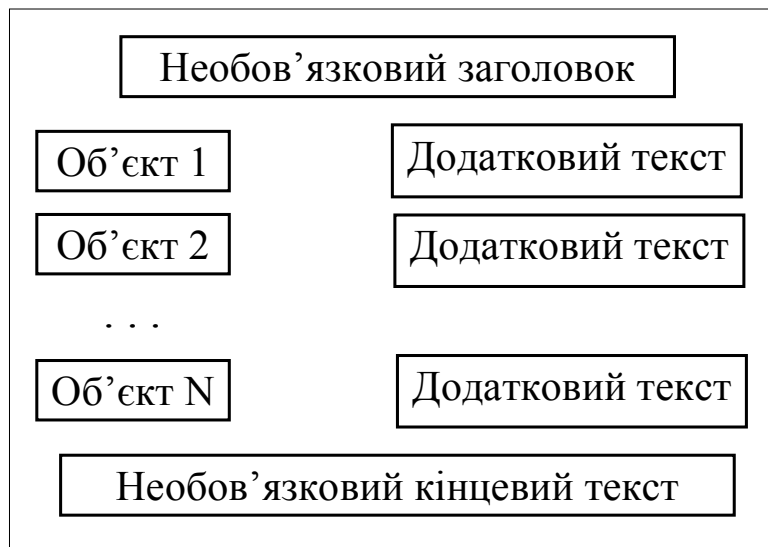 Необов’язковий заголовок
Об’єкт 1 Додатковий текст
Об’єкт 2 Додатковий текст
. . .
Об’єкт N Додатковий текст
Необов’язковий кінцевий текст